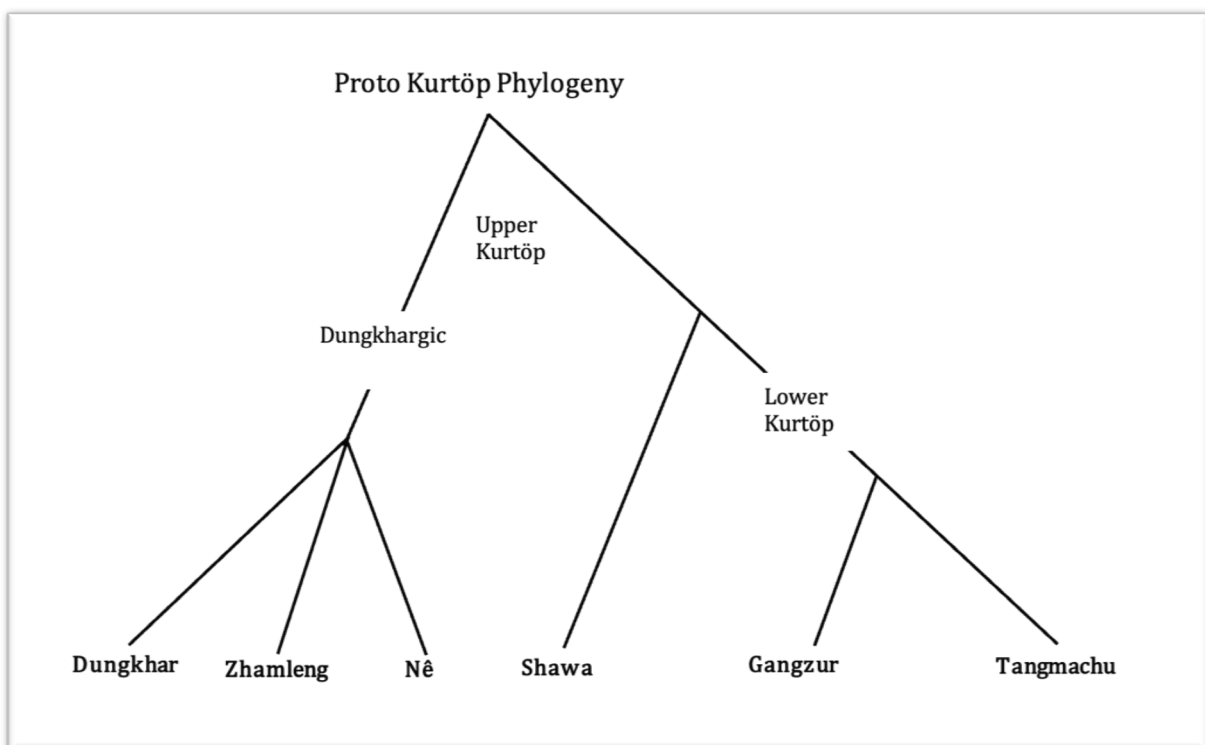 Proto Kurtöp Phylogeny
Upper
Kurtöp
Dungkhargic
Lower
Kurtöp
Dungkhar
Zhamleng
Nê
Shawa
Gangzur
Tangmachu